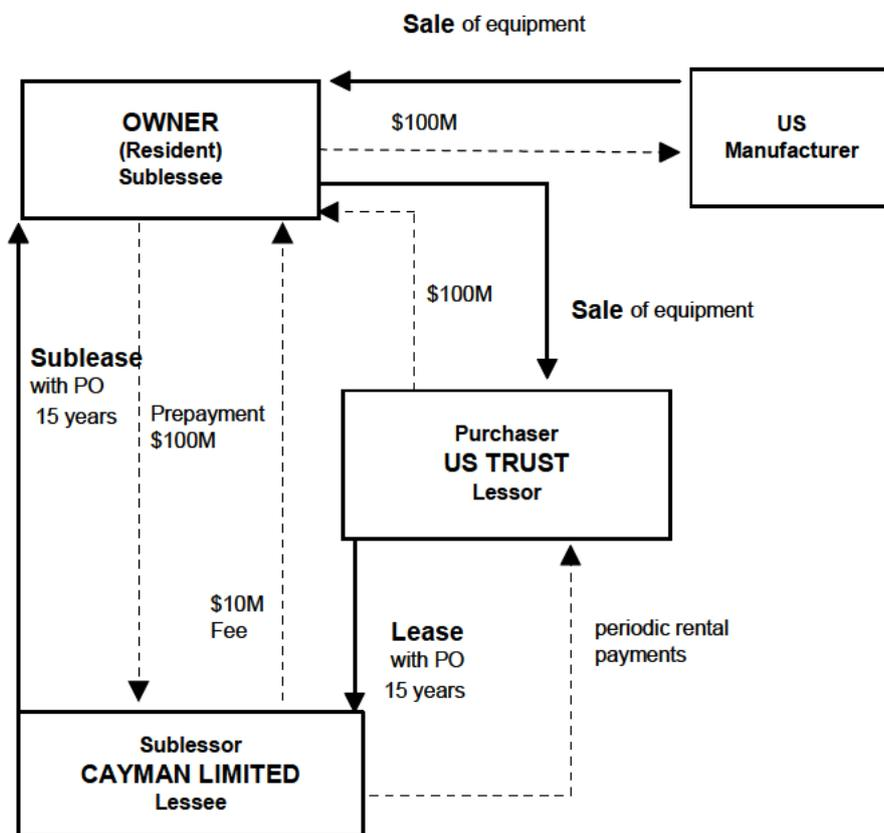 Sale of equipment
OWNER
(Resident)
Sublessee
$100M
US
Manufacturer
$100M
Sale of equipment
Sublease
with PO
15 years
Prepayment
$100M
Purchaser
US TRUST
Lessor
$10M
Fee
Lease
with PO
15 years
periodic rental
payments
Sublessor
CAYMAN LIMITED
Lessee